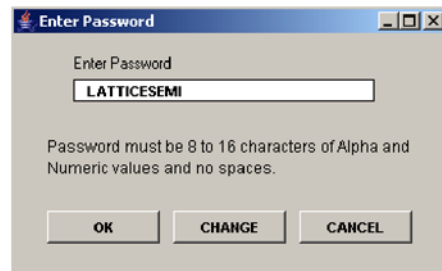 Enter Password
Enter Password
LATTICESEMI
Password must be 8 to 16 characters of Alpha and
Numeric values and no spaces.
OK CHANGE CANCEL